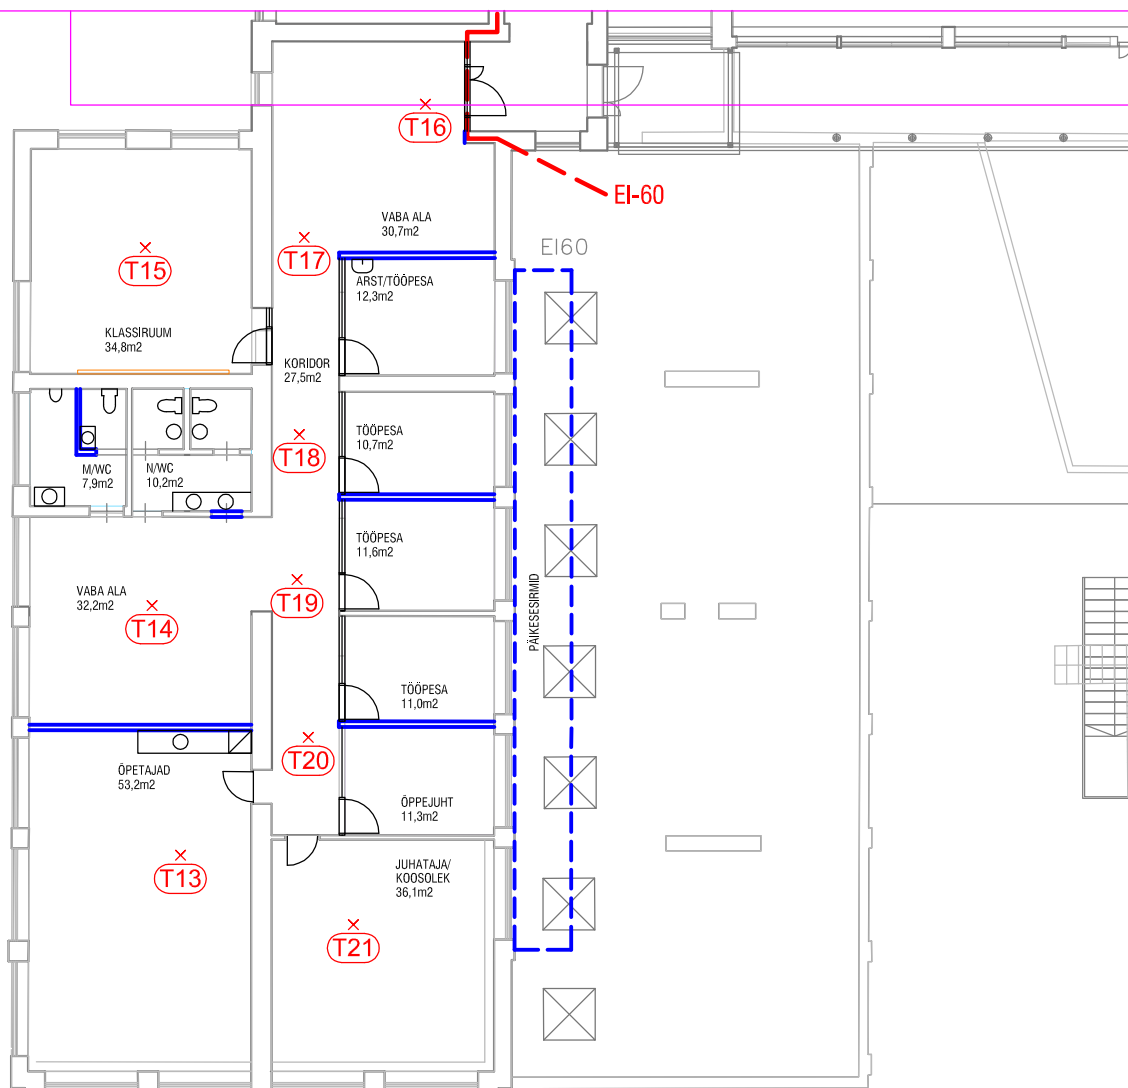 T16
EI-60
VABA ALA
30,7m2
EI60
T17
T15
ARST/TÖÖPESA
12,3m2
KLASSIRUUM
34,8m2
KORIDOR
27,5m2
TÖÖPESA
10,7m2
T18
M/WC
7,9m2
N/WC
10,2m2
TÖÖPESA
11,6m2
PÄIKESESIRMID
VABA ALA
32,2m2
T19
T14
TÖÖPESA
11,0m2
T20
ÕPETAJAD
53,2m2
ÕPPEJUHT
11,3m2
T13
JUHATAJA/
KOOSOLEK
36,1m2
T21